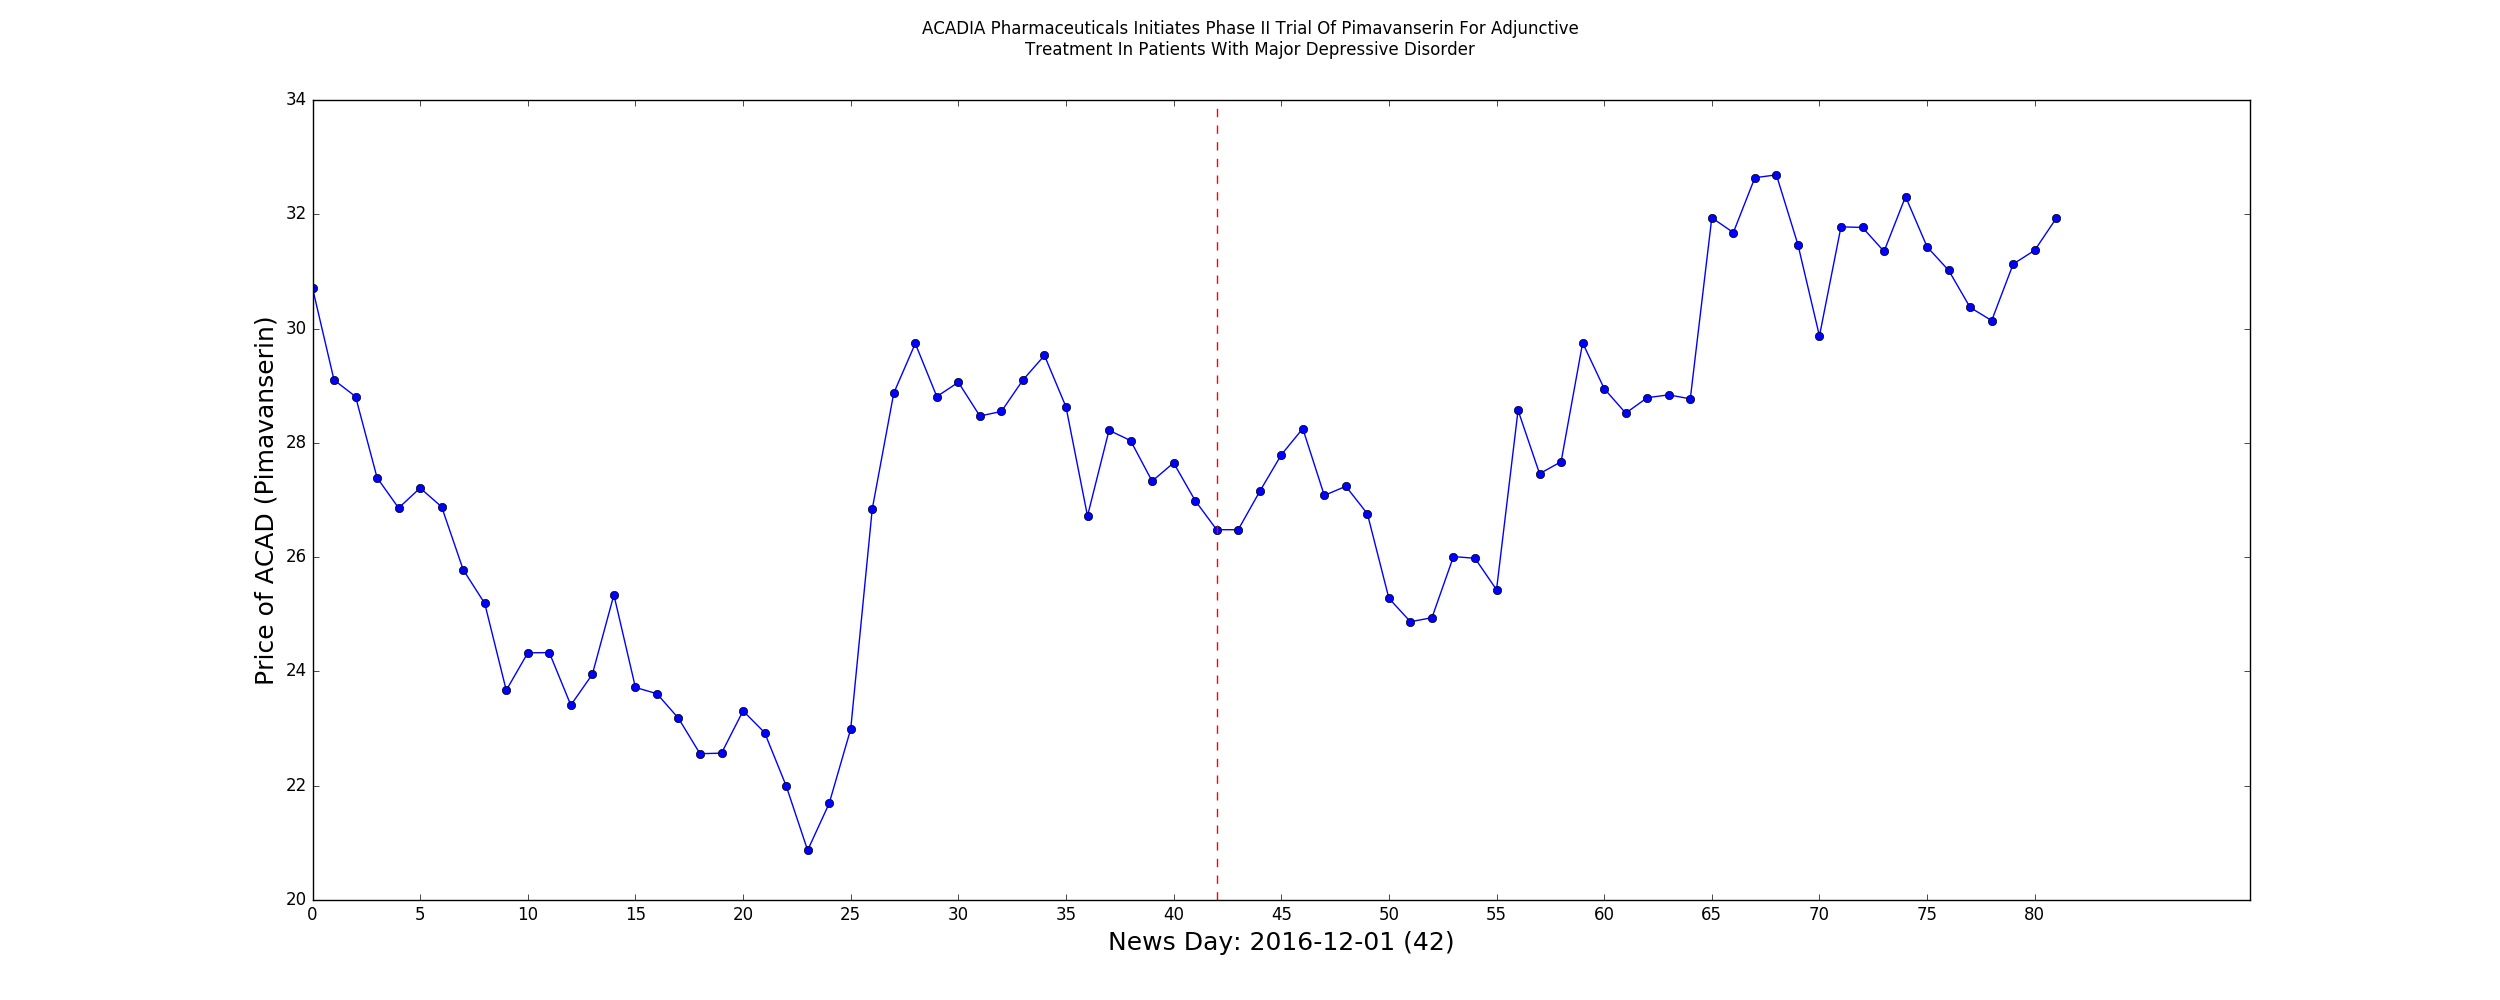 ACADIA Pharmaceuticals Initiates Phase II Trial Of Pimavanserin For Adjunctive
Treatment In Patients With Major Depressive Disorder
34
32
30
28
26
24
22
20
Price of ACAD (Pimavanserin)
0 5 10 15 20 25 30 35 40 45 50 55 60 65 70 75 80
News Day: 2016-12-01 (42)